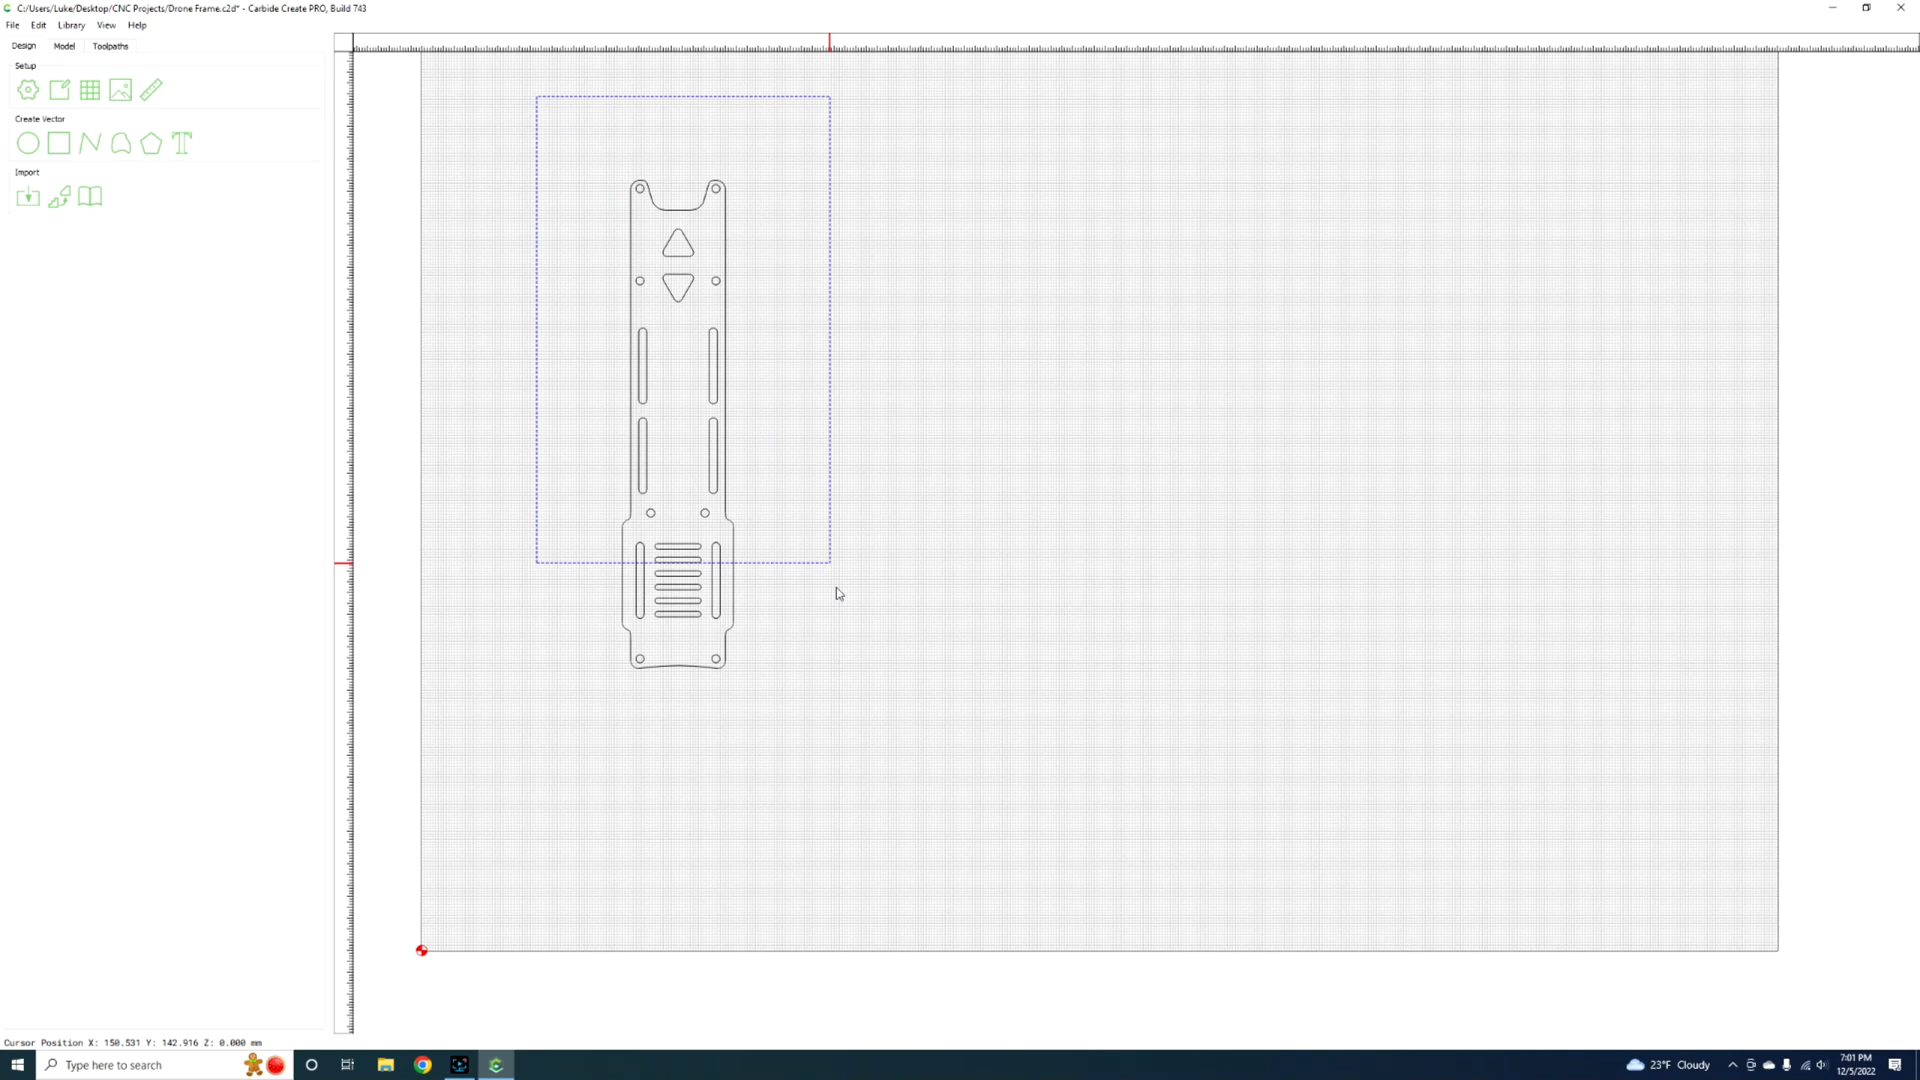 C:/Users/Luke/Desktop/CNC Projects/Drone Frame.c2d* - Carbide Create PRO, Build 743
File Edit Library View Help
Design Model Toolpaths
Setup
Create Vector
Import
Cursor Position X: 150.531 Y: 142.916 Z: 0.000 mm
Type here to search
23°F Cloudy
7:01 PM
12/5/2022